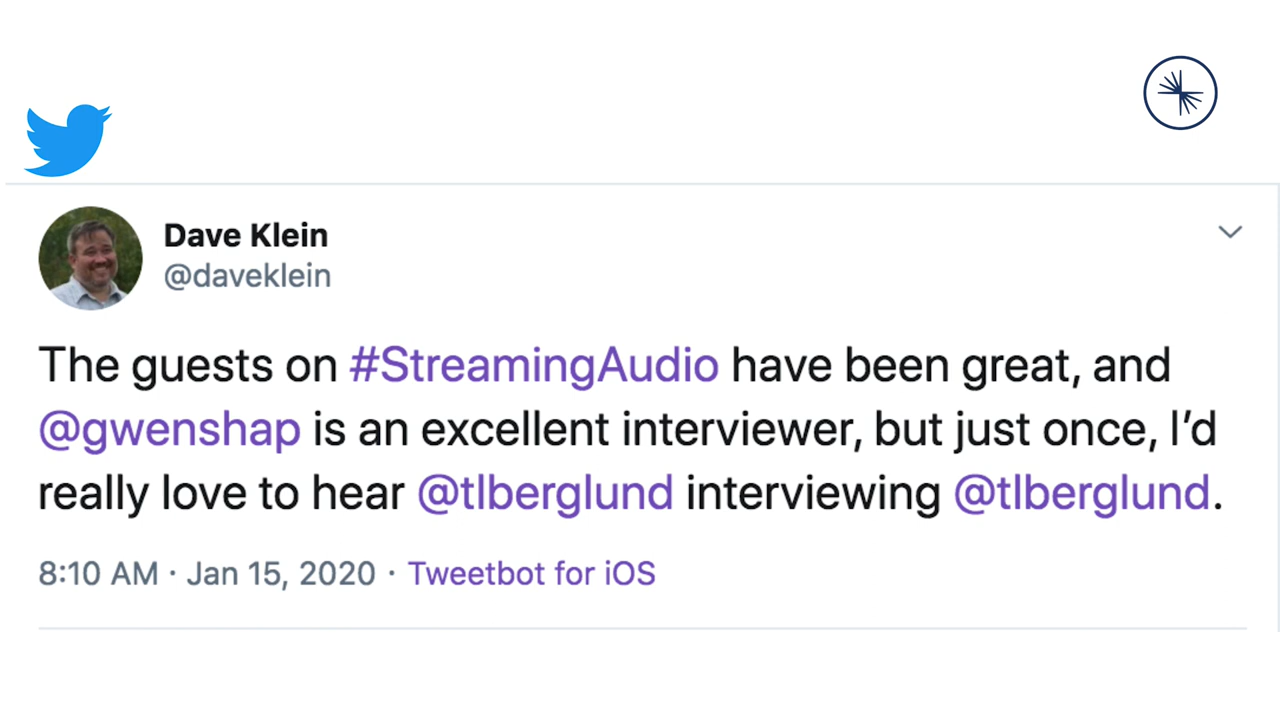 Dave Klein
@daveklein
The guests on #StreamingAudio have been great, and
@gwenshap is an excellent interviewer, but just once, I’d
really love to hear @tlberglund interviewing @tlberglund.
8:10 AM · Jan 15, 2020 · Tweetbot for iOS